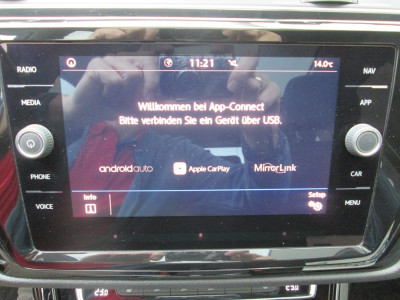 RADIO
11:21
14.0°C
NAV
MEDIA
APP
Willkommen bei App-Connect
Bitte verbinden Sie ein Gerät über USB.
androidauto
Apple CarPlay
MirrorLink
PHONE
CAR
Info
Setup
VOICE
MENU